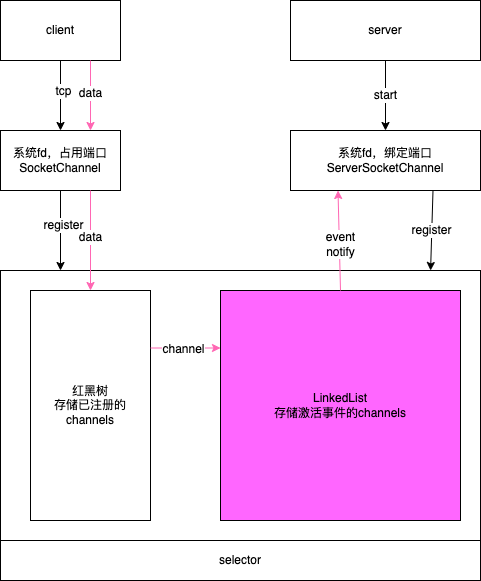 client
server
tcp
data
start
系统fd，占用端口
SocketChannel
系统fd，绑定端口
ServerSocketChannel
register
data
event
notify
register
红黑树
存储已注册的
channels
channel
LinkedList
存储激活事件的channels
selector